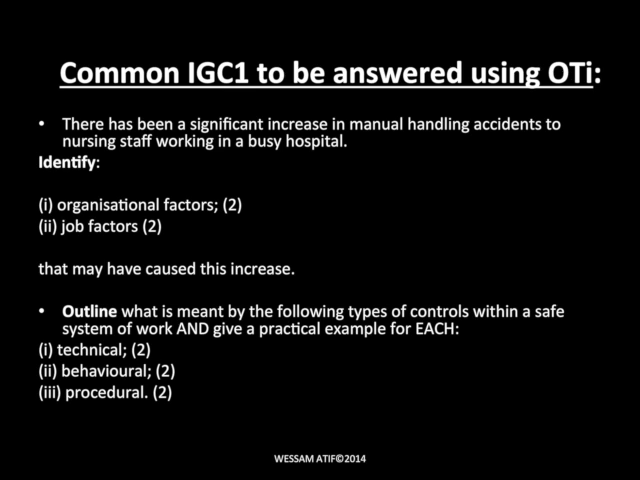 Common IGC1 to be answered using OTi:
• There has been a significant increase in manual handling accidents to
nursing staff working in a busy hospital.
Identify:
(i) organisational factors; (2)
(ii) job factors (2)
that may have caused this increase.
• Outline what is meant by the following types of controls within a safe
system of work AND give a practical example for EACH:
(i) technical; (2)
(ii) behavioural; (2)
(iii) procedural. (2)
WESSAM ATIF©2014